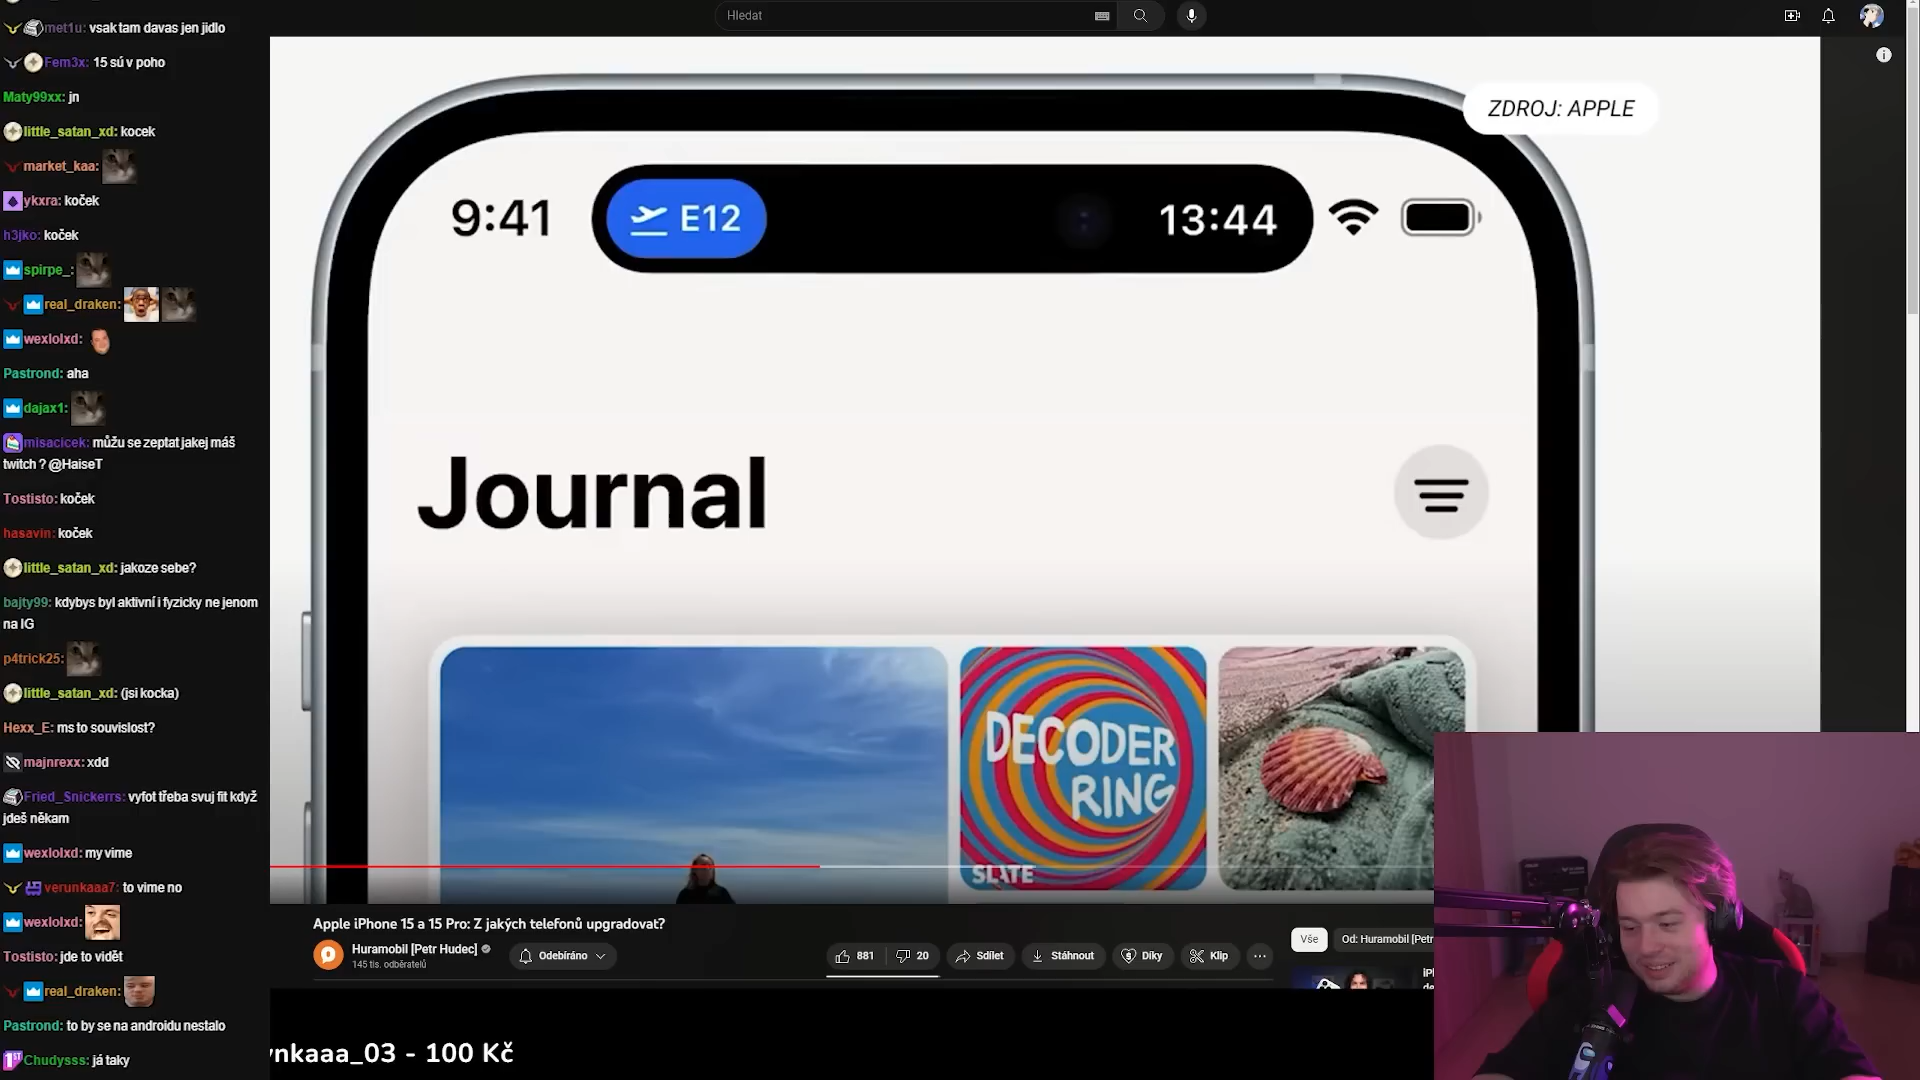 met1u: vsak tam davas jen jidlo
Fem3x: 15 sú v poho
Maty99xx: jn
little_satan_xd: kocek
market_kaa:
ykxra: koček
h3jko: koček
spirpe_:
real_draken:
wexlolxd:
Pastrond: aha
dajax1:
misacicek: můžu se zeptat jakej máš
twitch ? @HaiseT
Tostisto: koček
hasavin: koček
little_satan_xd: jakoze sebe?
bajty99: kdybys byl aktivní i fyzicky ne jenom
na IG
p4trick25:
little_satan_xd: (jsi kocka)
Hexx_E: ms to souvislost?
majnrexx: xdd
Fried_Snickerrs: vyfot třeba svuj fit když
jdeš někam
wexlolxd: my vime
verunkaaa7: to vime no
wexlolxd:
Tostisto: jde to vidět
real_draken:
Pastrond: to by se na androidu nestalo
1ST Chudysss: já taky
Hledat
ZDROJ: APPLE
9:41 E12 13:44
Journal
DECODER
RING
SLATE
Apple iPhone 15 a 15 Pro: Z jakých telefonů upgradovat?
Huramobil [Petr Hudec]
145 tis. odběratelů
Odebíráno
881 20 Sdílet Stáhnout Díky Klip
Vše Od: Huramobil [Petr
nkaaa_03 - 100 Kč